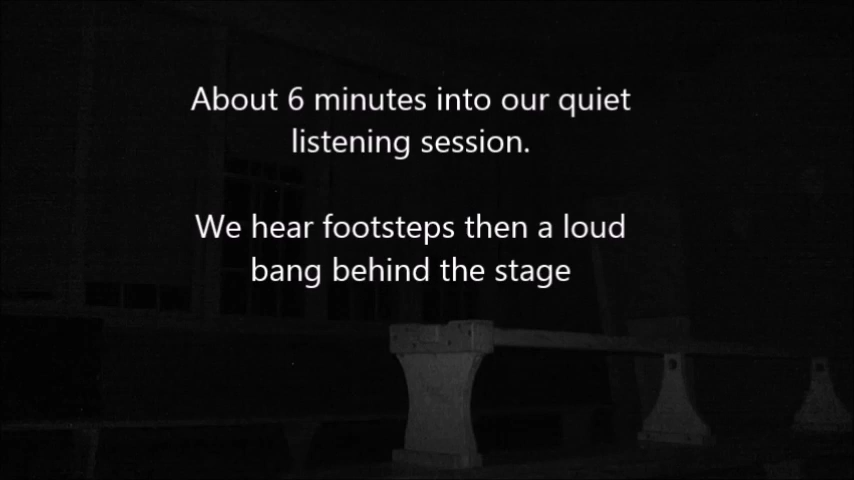 About 6 minutes into our quiet
listening session.
We hear footsteps then a loud
bang behind the stage